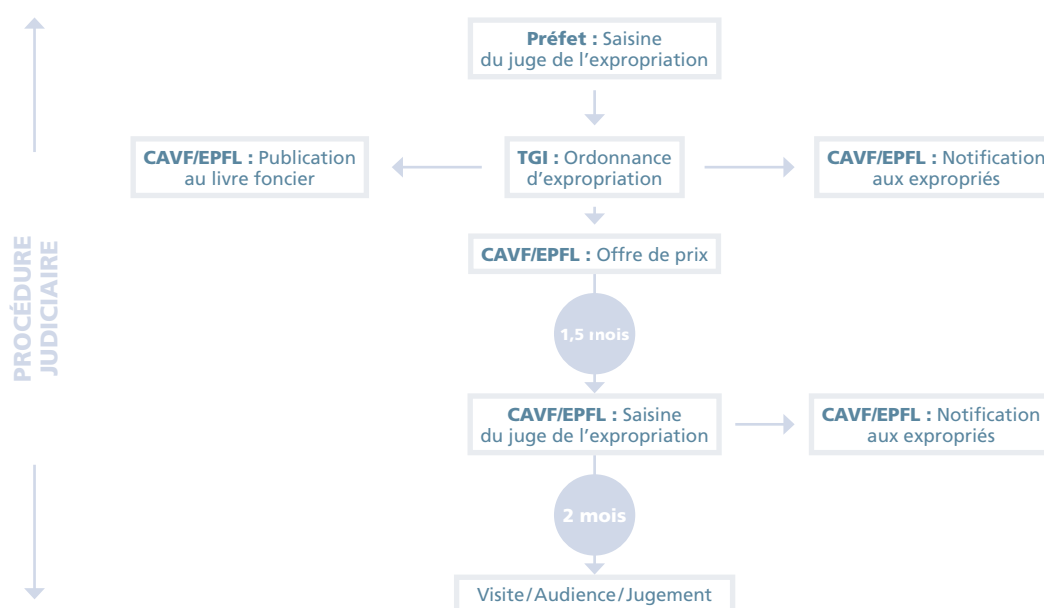 Préfet : Saisine
du juge de l’expropriation
CAVF/EPFL : Publication
au livre foncier
TGI : Ordonnance
d’expropriation
CAVF/EPFL : Notification
aux expropriés
CAVF/EPFL : Offre de prix
PROCÉDURE
JUDICIAIRE
1,5 mois
CAVF/EPFL : Saisine
du juge de l’expropriation
CAVF/EPFL : Notification
aux expropriés
2 mois
Visite/Audience/Jugement